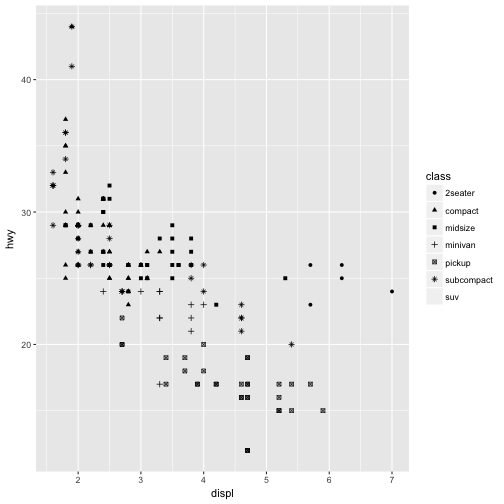 hwy
40
30
20
2
3
4
5
6
7
displ
class
2seater
compact
midsize
minivan
pickup
subcompact
suv